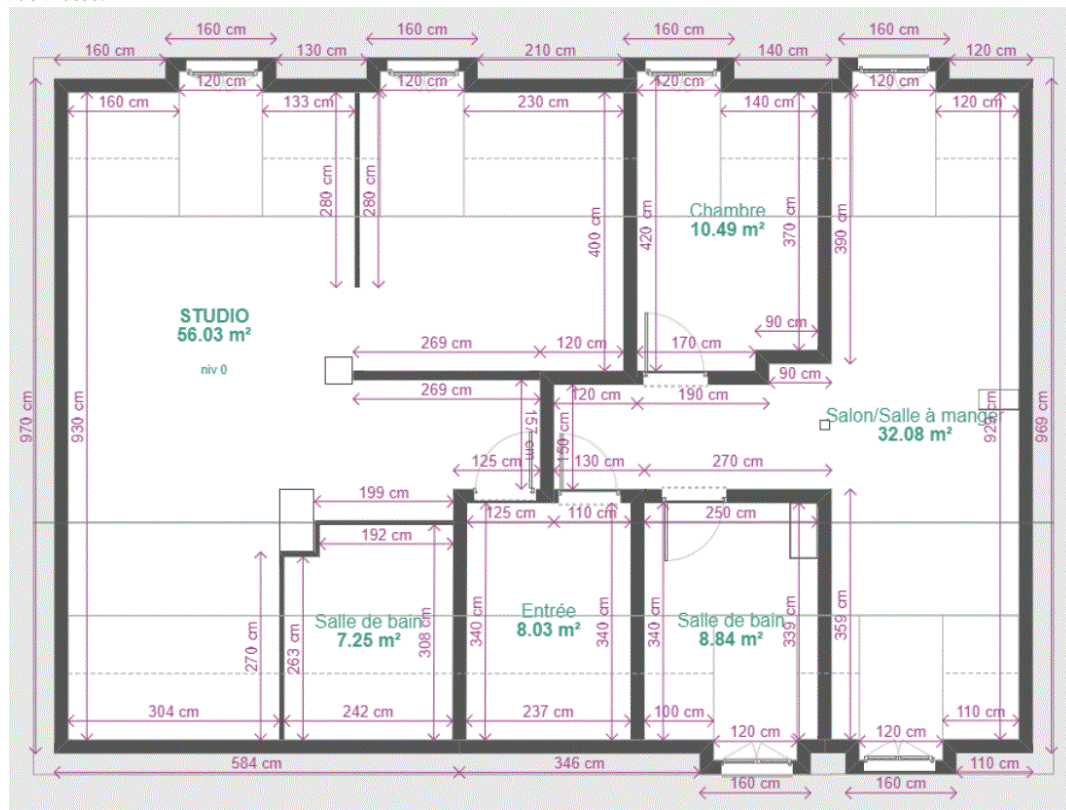 160 cm 160 cm 160 cm 160 cm
160 cm 130 cm 210 cm 140 cm 120 cm
120 cm 120 cm 120 cm 120 cm
160 cm 133 cm 230 cm 140 cm 120 cm
280 cm 280 cm 400 cm 420 cm 370 cm 390 cm
Chambre
10.49 m²
STUDIO
56.03 m²
niv 0
90 cm
269 cm 120 cm 170 cm
90 cm
269 cm 120 cm 190 cm
970 cm 930 cm 157 cm 150 cm 929 cm 969 cm
Salon/Salle à manger
32.08 m²
125 cm 130 cm 270 cm
199 cm
125 cm 110 cm 250 cm
192 cm
Salle de bain
7.25 m²
Entrée
8.03 m²
Salle de bain
8.84 m²
270 cm 263 cm 308 cm 340 cm 340 cm 340 cm 339 cm 359 cm
304 cm 242 cm 237 cm 100 cm 110 cm
120 cm 120 cm
584 cm 346 cm 110 cm
160 cm 160 cm